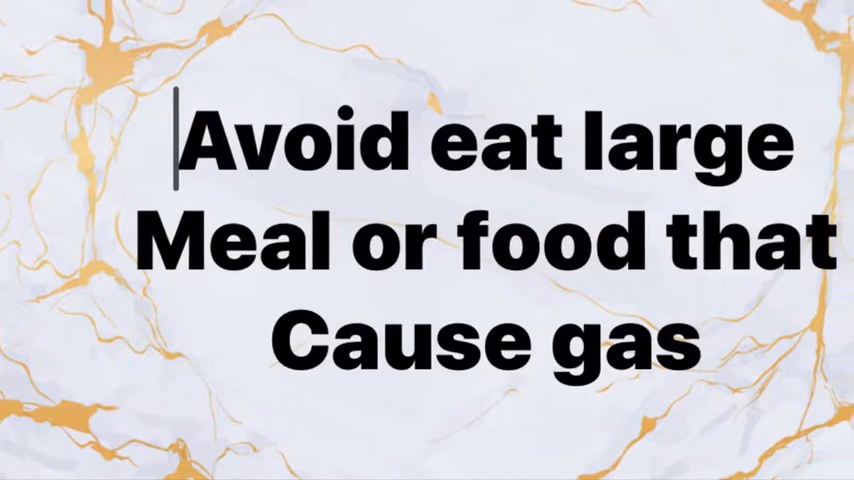 Avoid eat large
Meal or food that
Cause gas